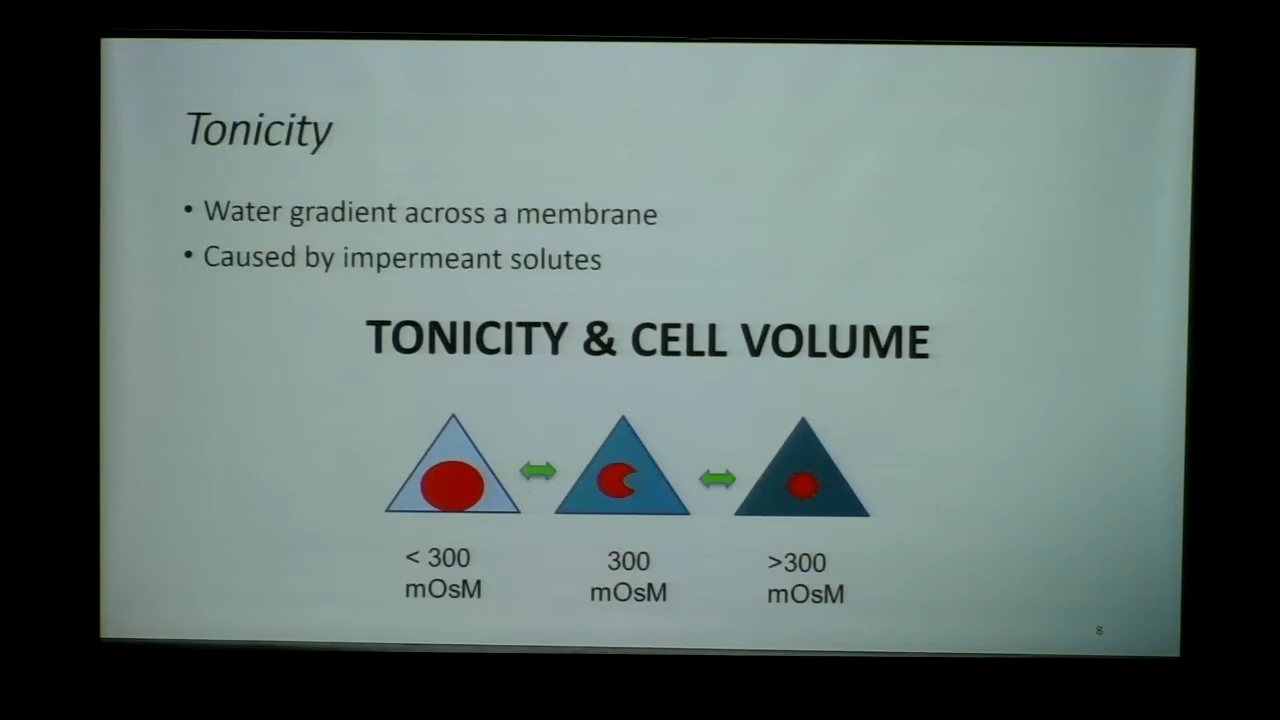 Tonicity
• Water gradient across a membrane
• Caused by impermeant solutes
TONICITY & CELL VOLUME
< 300
mOsM
300
mOsM
>300
mOsM
8